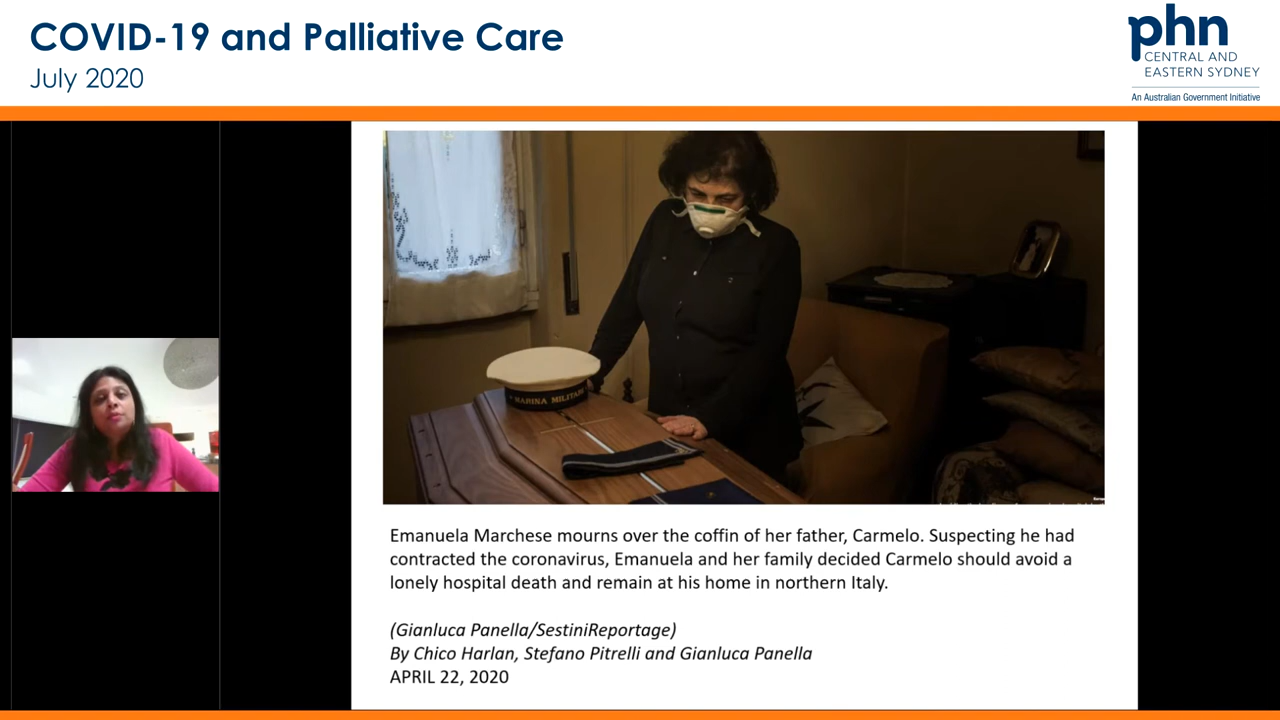 COVID-19 and Palliative Care
July 2020
phn
CENTRAL AND
EASTERN SYDNEY
An Australian Government Initiative
MARINA MILITARE
Emanuela Marchese mourns over the coffin of her father, Carmelo. Suspecting he had
contracted the coronavirus, Emanuela and her family decided Carmelo should avoid a
lonely hospital death and remain at his home in northern Italy.
(Gianluca Panella/SestiniReportage)
By Chico Harlan, Stefano Pitrelli and Gianluca Panella
APRIL 22, 2020